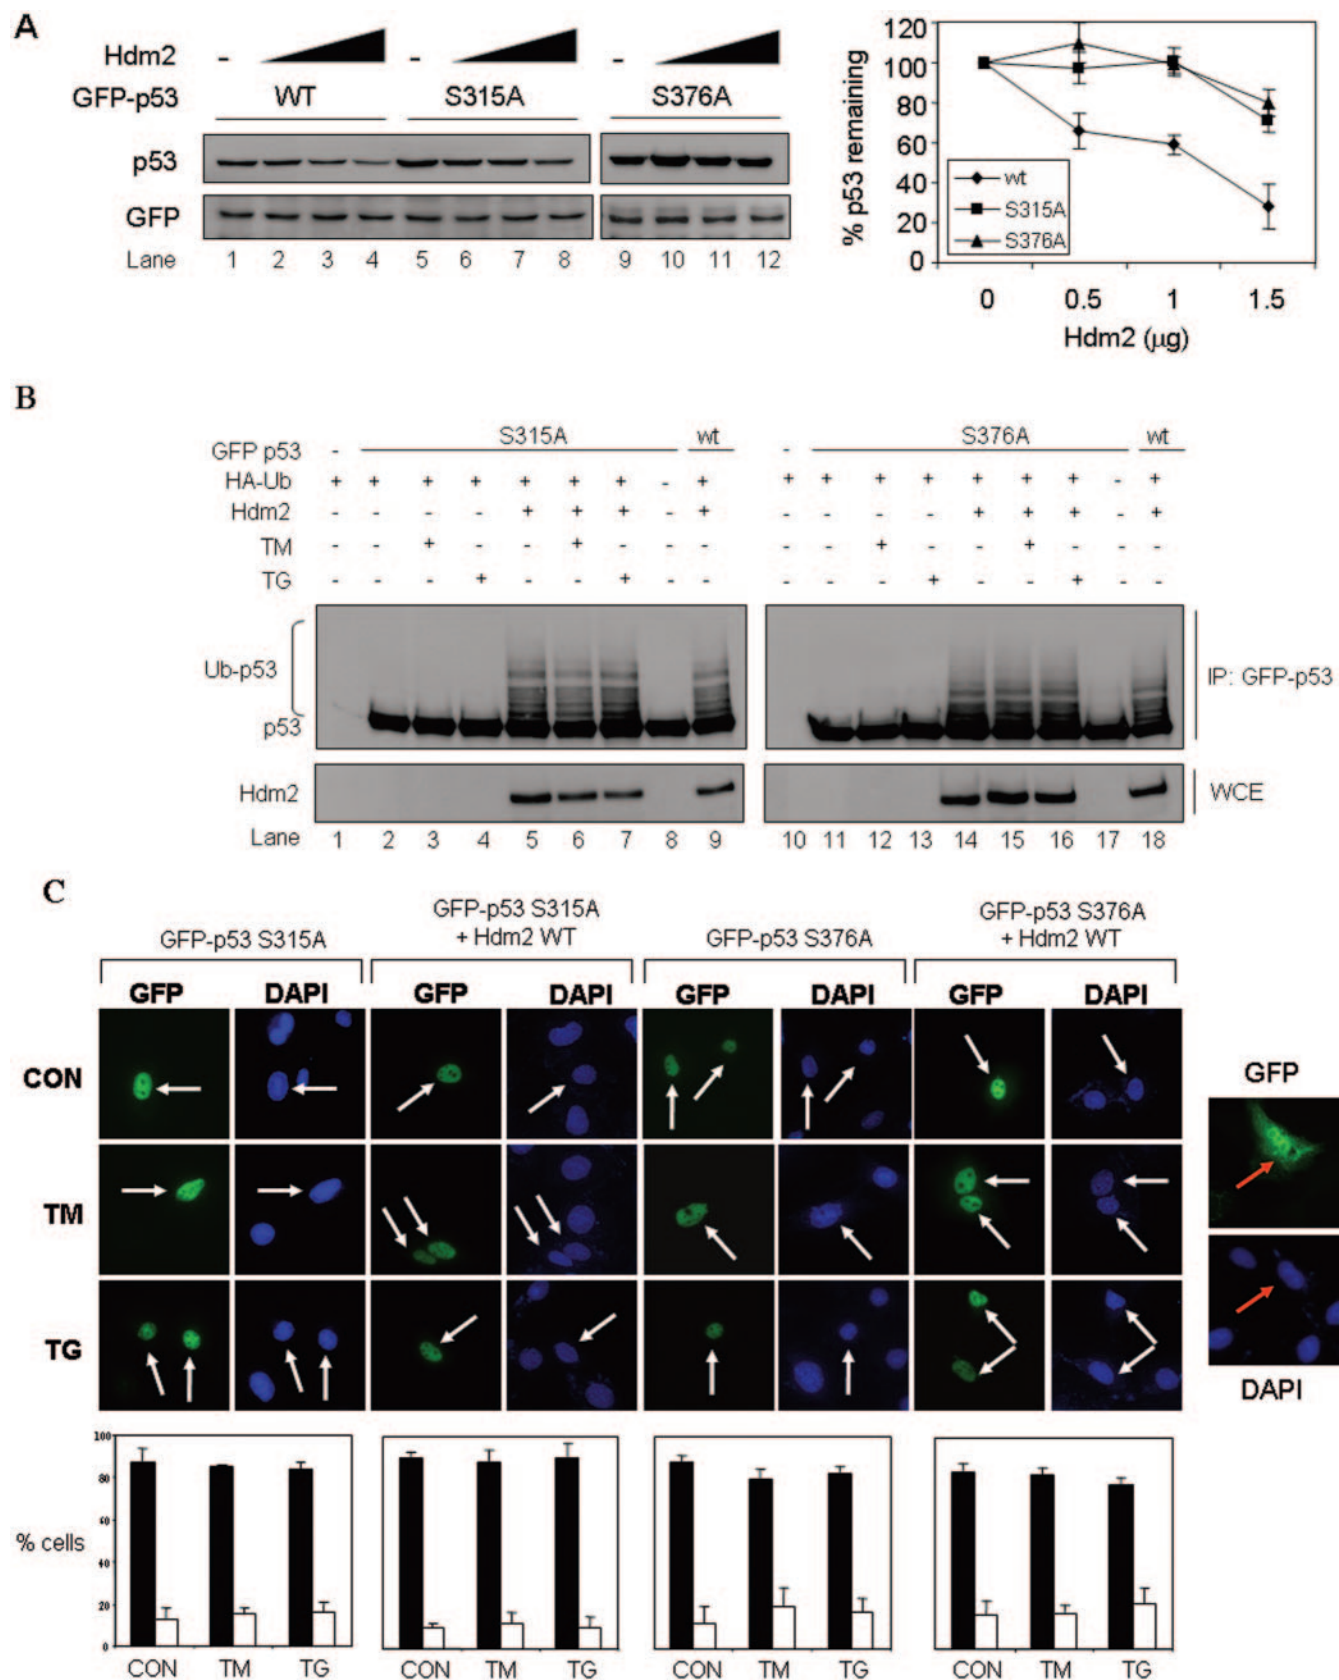 A
Hdm2 - - -
GFP-p53 WT S315A S376A
p53
GFP
Lane 1 2 3 4 5 6 7 8 9 10 11 12
% p53 remaining
120
100
80
60
40
20
0
wt
S315A
S376A
0 0.5 1 1.5
Hdm2 (µg)
B
S315A wt S376A wt
GFP p53 - -
HA-Ub + + + + + + + - + + + + + + + + - +
Hdm2 - - - - + + + - + - - - - + + + - +
TM - - + - - + - - - - - + - - + - - -
TG - - - + - - + - - - - - + - - + - -
Ub-p53
p53
IP: GFP-p53
Hdm2
WCE
Lane 1 2 3 4 5 6 7 8 9 10 11 12 13 14 15 16 17 18
C
GFP-p53 S315A
GFP-p53 S315A
+ Hdm2 WT
GFP-p53 S376A
GFP-p53 S376A
+ Hdm2 WT
GFP DAPI GFP DAPI GFP DAPI GFP DAPI
CON
TM
TG
GFP
DAPI
% cells
100
80
60
40
20
0
CON TM TG CON TM TG CON TM TG CON TM TG